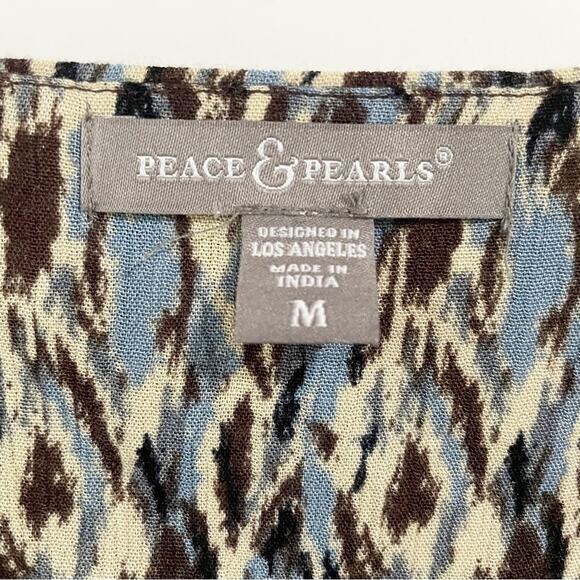 PEACE & PEARLS®
DESIGNED IN
LOS ANGELES
MADE IN
INDIA
M